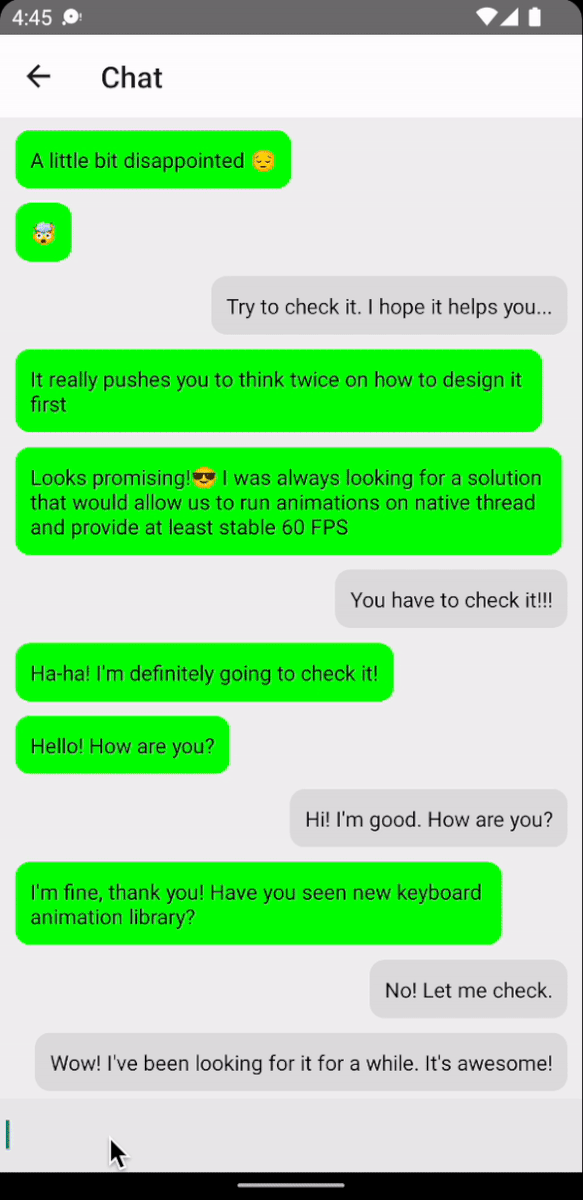 4:45
Chat
A little bit disappointed 😔
🤯
Try to check it. I hope it helps you...
It really pushes you to think twice on how to design it
first
Looks promising!😎 I was always looking for a solution
that would allow us to run animations on native thread
and provide at least stable 60 FPS
You have to check it!!!
Ha-ha! I'm definitely going to check it!
Hello! How are you?
Hi! I'm good. How are you?
I'm fine, thank you! Have you seen new keyboard
animation library?
No! Let me check.
Wow! I've been looking for it for a while. It's awesome!